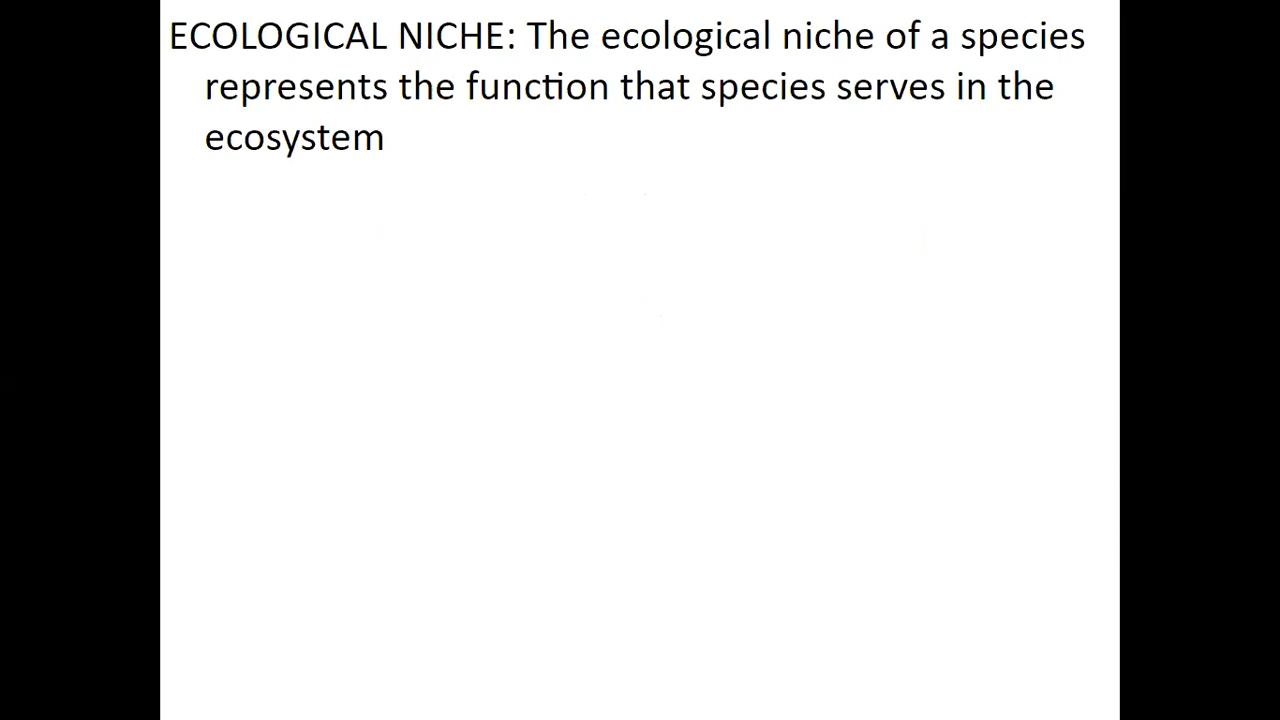 ECOLOGICAL NICHE: The ecological niche of a species
represents the function that species serves in the
ecosystem